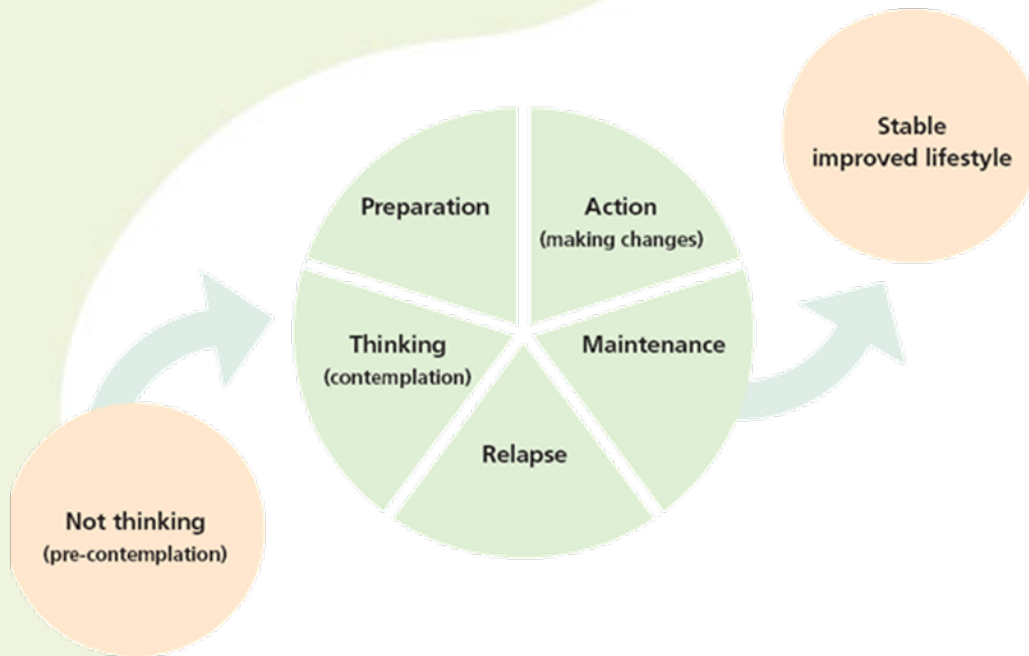 Stable
improved lifestyle
Preparation
Action
(making changes)
Thinking
(contemplation)
Maintenance
Relapse
Not thinking
(pre-contemplation)